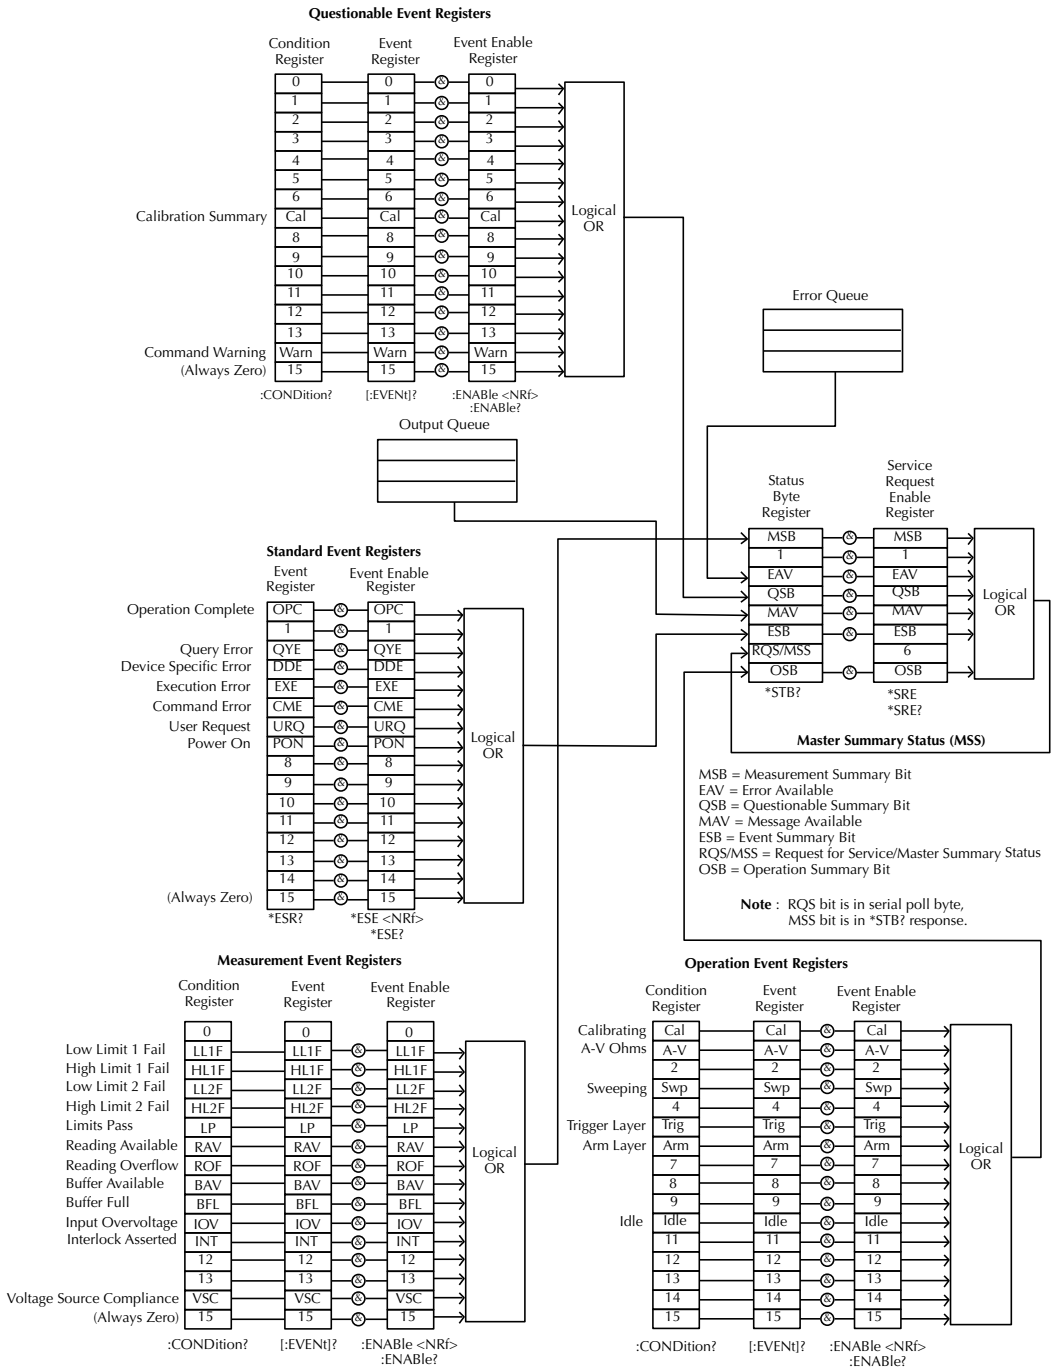 Questionable Event Registers
Condition Register
Event Register
Event Enable Register
0 0 & 0
1 1 & 1
2 2 & 2
3 3 & 3
4 4 & 4
5 5 & 5
6 6 & 6
Calibration Summary Cal Cal & Cal
8 8 & 8
9 9 & 9
10 10 & 10
11 11 & 11
12 12 & 12
13 13 & 13
Command Warning Warn Warn & Warn
(Always Zero) 15 15 & 15
Logical OR
:CONDition? [:EVENt]? :ENABle <NRf>
:ENABle?
Error Queue
Output Queue
Status Byte Register
Service Request Enable Register
MSB & MSB
1 & 1
EAV & EAV
QSB & QSB
MAV & MAV
ESB & ESB
RQS/MSS 6
OSB & OSB
Logical OR
*STB? *SRE
*SRE?
Master Summary Status (MSS)
MSB = Measurement Summary Bit
EAV = Error Available
QSB = Questionable Summary Bit
MAV = Message Available
ESB = Event Summary Bit
RQS/MSS = Request for Service/Master Summary Status
OSB = Operation Summary Bit
Note : RQS bit is in serial poll byte,
MSS bit is in *STB? response.
Standard Event Registers
Event Register
Event Enable Register
Operation Complete OPC & OPC
1 & 1
Query Error QYE & QYE
Device Specific Error DDE & DDE
Execution Error EXE & EXE
Command Error CME & CME
User Request URQ & URQ
Power On PON & PON
8 & 8
9 & 9
10 & 10
11 & 11
12 & 12
13 & 13
14 & 14
(Always Zero) 15 & 15
Logical OR
*ESR? *ESE <NRf>
*ESE?
Measurement Event Registers
Condition Register
Event Register
Event Enable Register
0 0 0
Low Limit 1 Fail LL1F LL1F & LL1F
High Limit 1 Fail HL1F HL1F & HL1F
Low Limit 2 Fail LL2F LL2F & LL2F
High Limit 2 Fail HL2F HL2F & HL2F
Limits Pass LP LP & LP
Reading Available RAV RAV & RAV
Reading Overflow ROF ROF & ROF
Buffer Available BAV BAV & BAV
Buffer Full BFL BFL & BFL
Input Overvoltage IOV IOV & IOV
Interlock Asserted INT INT & INT
12 12 & 12
13 13 & 13
Voltage Source Compliance VSC VSC & VSC
(Always Zero) 15 15 & 15
Logical OR
:CONDition? [:EVENt]? :ENABle <NRf>
:ENABle?
Operation Event Registers
Condition Register
Event Register
Event Enable Register
Calibrating Cal Cal & Cal
A-V Ohms A-V A-V & A-V
2 2 & 2
Sweeping Swp Swp & Swp
4 4 & 4
Trigger Layer Trig Trig & Trig
Arm Layer Arm Arm & Arm
7 7 & 7
8 8 & 8
9 9 & 9
Idle Idle Idle & Idle
11 11 & 11
12 12 & 12
13 13 & 13
14 14 & 14
15 15 & 15
Logical OR
:CONDition? [:EVENt]? :ENABle <NRf>
:ENABle?